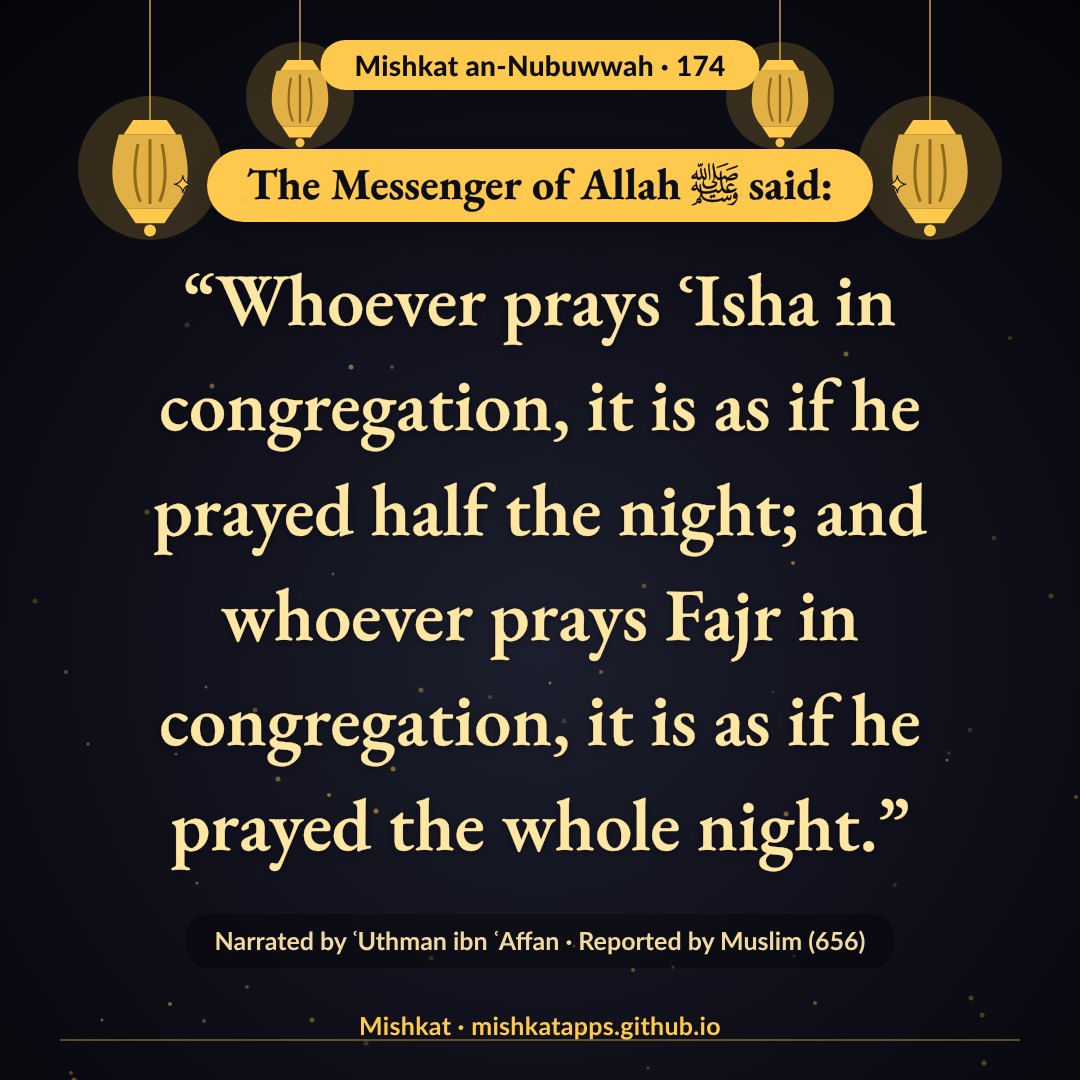 Mishkat an-Nubuwwah · 174
The Messenger of Allah ﷺ said:
“Whoever prays ʿIsha in
congregation, it is as if he
prayed half the night; and
whoever prays Fajr in
congregation, it is as if he
prayed the whole night.”
Narrated by ʿUthman ibn ʿAffan · Reported by Muslim (656)
Mishkat · mishkatapps.github.io